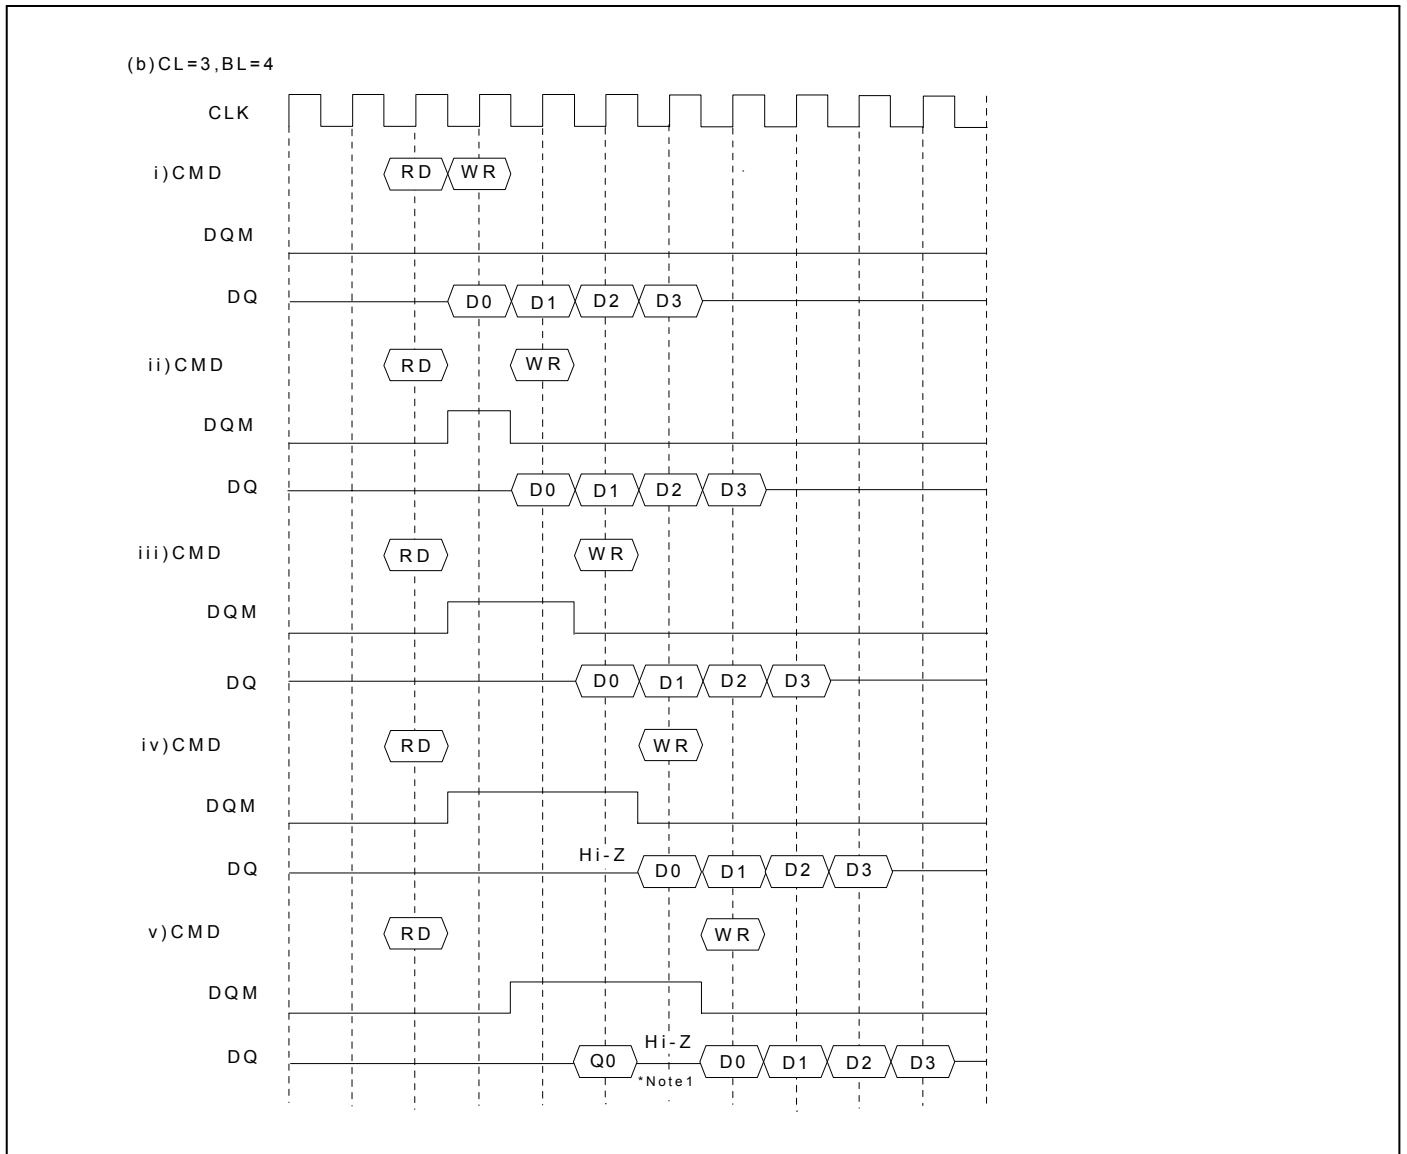 (b)CL=3,BL=4
CLK
i)CMD RD WR
DQM
DQ D0 D1 D2 D3
ii)CMD RD WR
DQM
DQ D0 D1 D2 D3
iii)CMD RD WR
DQM
DQ D0 D1 D2 D3
iv)CMD RD WR
DQM
Hi-Z
DQ D0 D1 D2 D3
v)CMD RD WR
DQM
Hi-Z
DQ Q0 D0 D1 D2 D3
*Note1